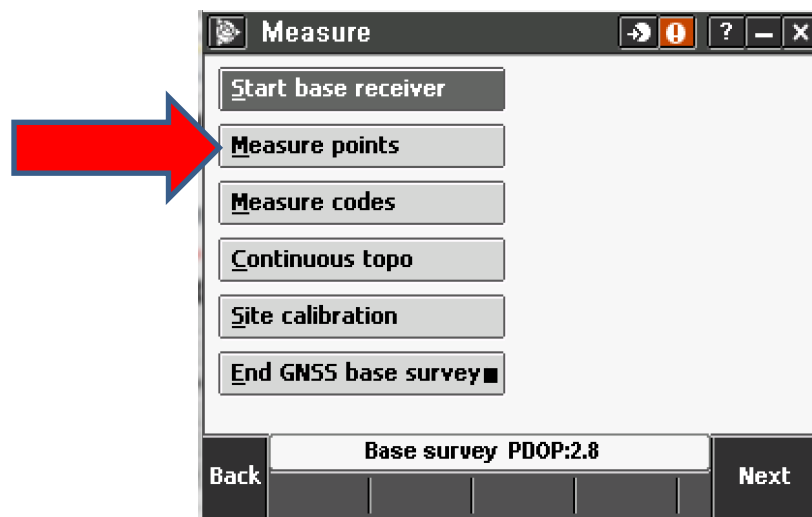 Measure
?
Start base receiver
Measure points
Measure codes
Continuous topo
Site calibration
End GNSS base survey
Base survey PDOP:2.8
Back
Next